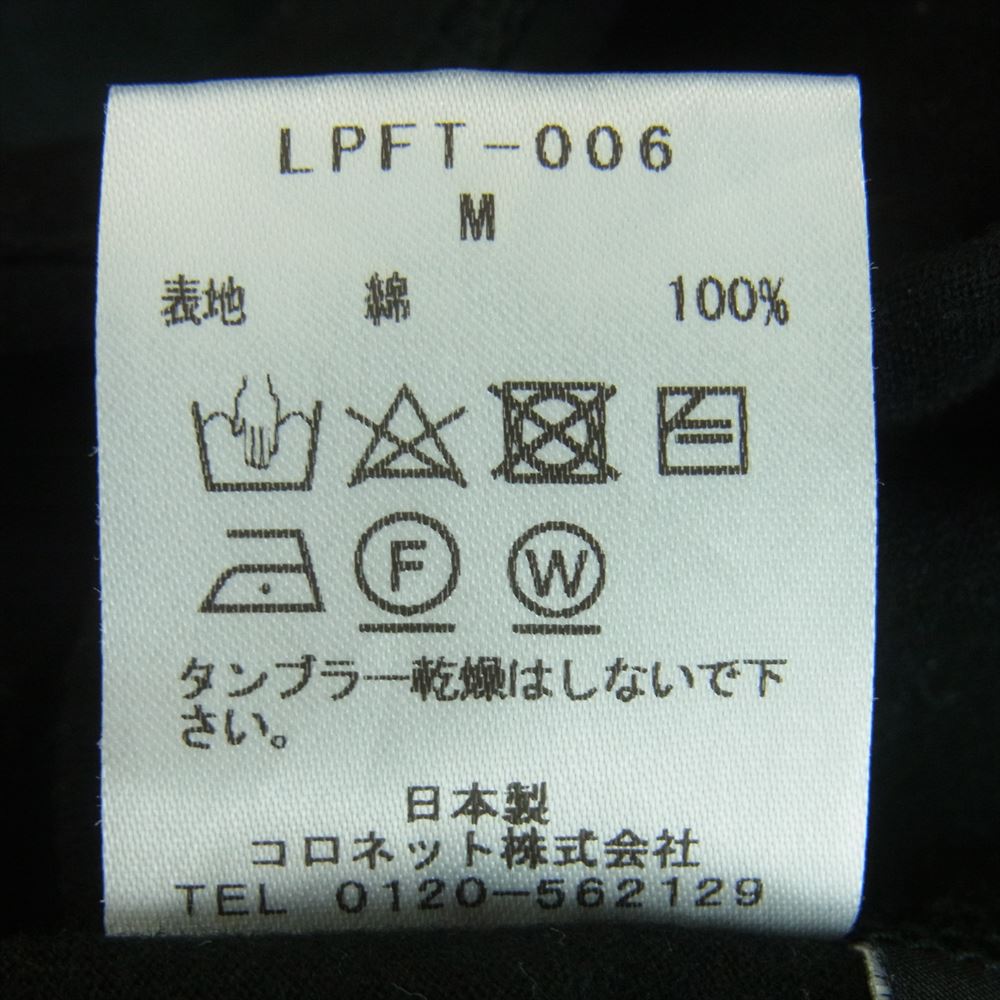 LPFT-006
M
表地 綿 100%
F W
タンブラー乾燥はしないで下
さい。
日本製
コロネット株式会社
TEL 0120-562129